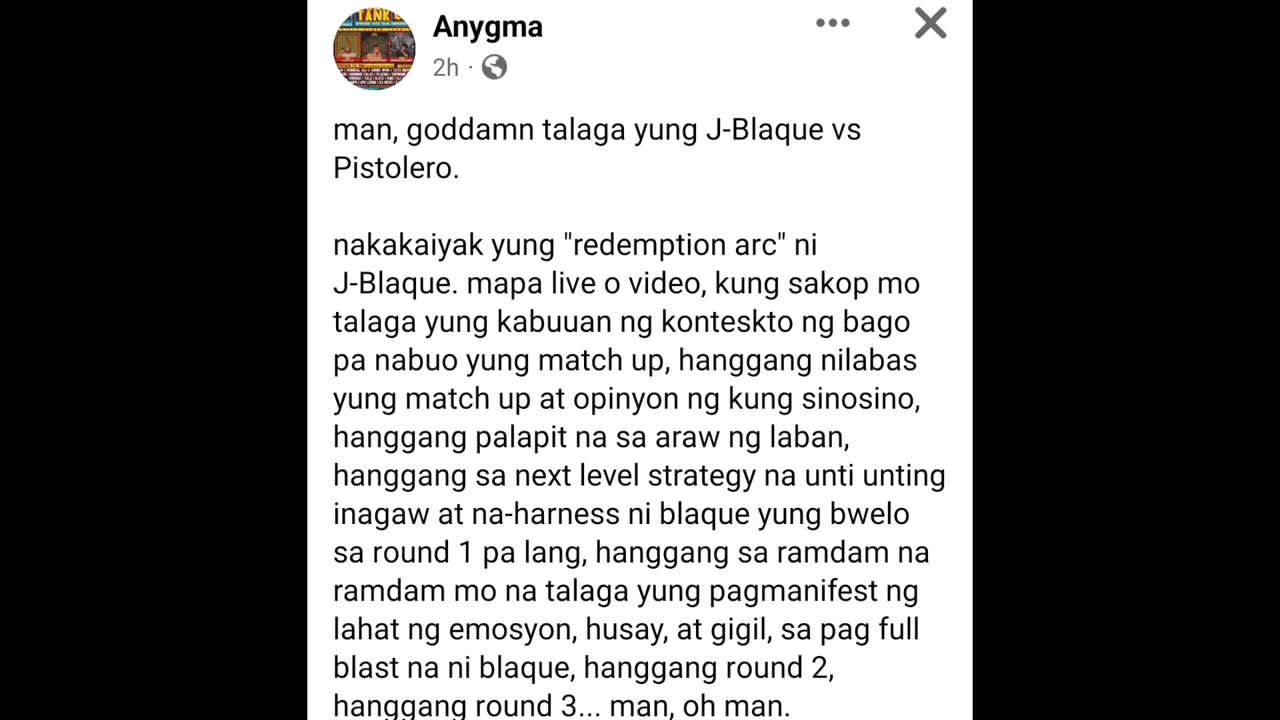 Anygma
2h ·
man, goddamn talaga yung J-Blaque vs
Pistolero.
nakakaiyak yung "redemption arc" ni
J-Blaque. mapa live o video, kung sakop mo
talaga yung kabuuan ng konteskto ng bago
pa nabuo yung match up, hanggang nilabas
yung match up at opinyon ng kung sinosino,
hanggang palapit na sa araw ng laban,
hanggang sa next level strategy na unti unting
inagaw at na-harness ni blaque yung bwelo
sa round 1 pa lang, hanggang sa ramdam na
ramdam mo na talaga yung pagmanifest ng
lahat ng emosyon, husay, at gigil, sa pag full
blast na ni blaque, hanggang round 2,
hanggang round 3... man, oh man.